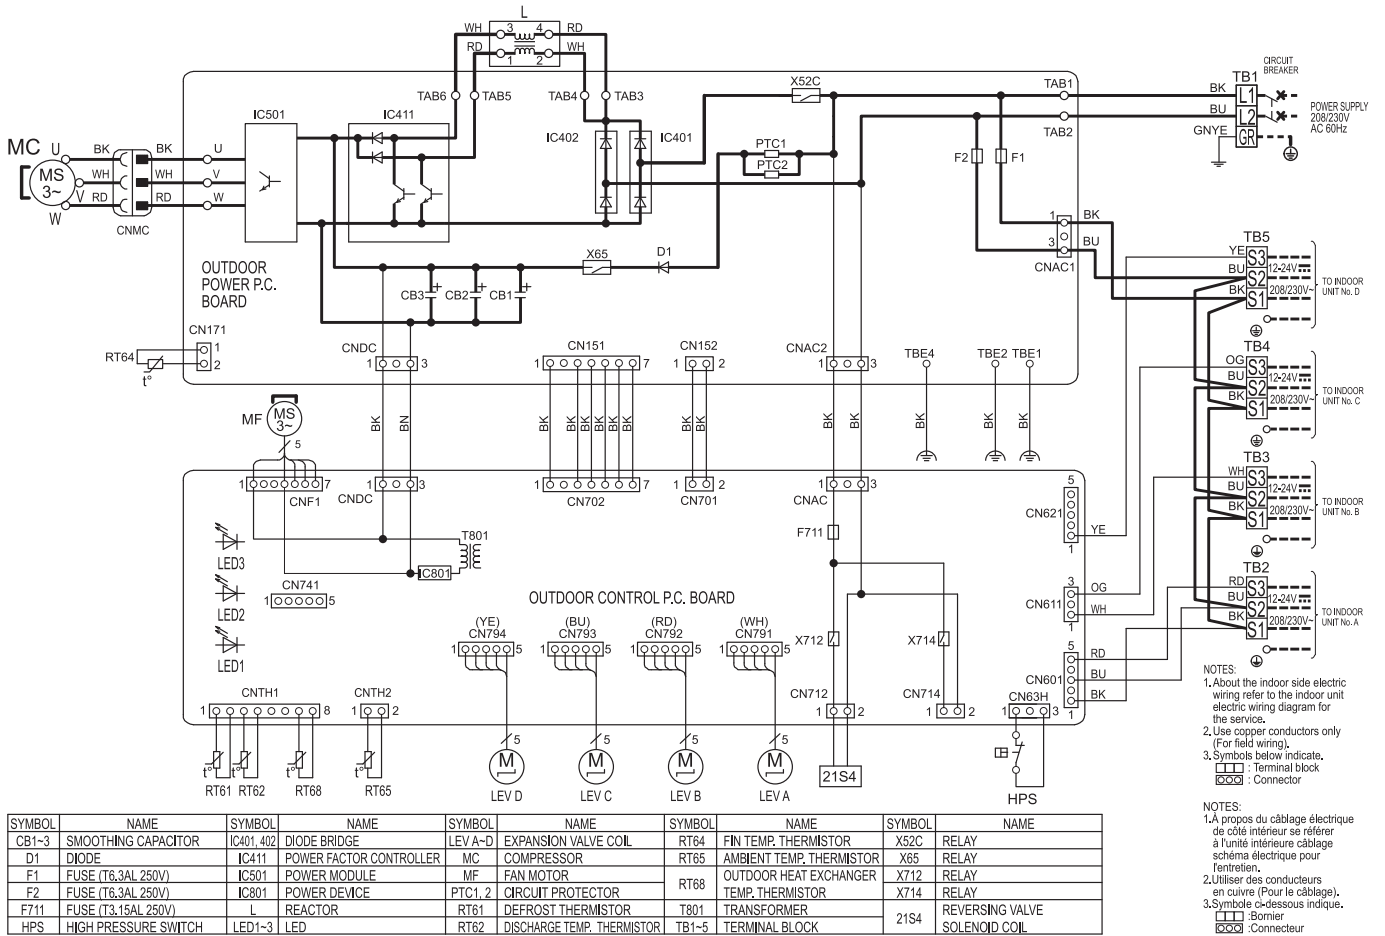 L
WH 3 4 RD
RD 1 2 WH
TAB6 TAB5 TAB4 TAB3
X52C
TAB1
TAB2
TB1
CIRCUIT
BREAKER
BK L1
BU L2
GNYE GR
POWER SUPPLY
208/230V
AC 60Hz
IC501
IC411
IC402
IC401
PTC1
PTC2
F2 F1
MC
U
V
W
MS
3~
BK BK U
WH WH V
RD RD W
CNMC
OUTDOOR
POWER P.C.
BOARD
X65
D1
CB3 + CB2 + CB1 +
1 BK
3 BU
CNAC1
CN171
1
2
RT64
t°
CNDC
1 3
CN151
1 7
CN152
1 2
CNAC2
1 3
TBE4 TBE2 TBE1
BK BN
BK BK BK BK BK BK BK
BK BK
BK BK
BK
BK BK
TB5
YE S3
BU S2
BK S1
12-24V
208/230V~
TO INDOOR
UNIT No. D
TB4
OG S3
BU S2
BK S1
12-24V
208/230V~
TO INDOOR
UNIT No. C
TB3
WH S3
BU S2
BK S1
12-24V
208/230V~
TO INDOOR
UNIT No. B
TB2
RD S3
BU S2
BK S1
12-24V
208/230V~
TO INDOOR
UNIT No. A
MF
MS
3~
5
1 7
CNF1
1 3
CNDC
1 7
CN702
1 2
CN701
1 3
CNAC
F711
5
CN621
1
YE
3
CN611
1
OG
WH
5
CN601
1
RD
BU
BK
LED3
LED2
LED1
CN741
1 5
T801
IC801
OUTDOOR CONTROL P.C. BOARD
(YE)
CN794
1 5
(BU)
CN793
1 5
(RD)
CN792
1 5
(WH)
CN791
1 5
X712
X714
CN712
1 2
CN714
1 2
CN63H
1 3
CNTH1
1 8
CNTH2
1 2
t° t° t° t°
RT61 RT62 RT68 RT65
5 5 5 5
M M M M
LEV D LEV C LEV B LEV A
21S4
HPS
NOTES:
1. About the indoor side electric
wiring refer to the indoor unit
electric wiring diagram for
the service.
2. Use copper conductors only
(For field wiring).
3. Symbols below indicate.
: Terminal block
: Connector
NOTES:
1. À propos du câblage électrique
de côté intérieur se référer
à l'unité intérieure câblage
schéma électrique pour
l'entretien.
2. Utiliser des conducteurs
en cuivre (Pour le câblage).
3. Symbole ci-dessous indique.
:Bornier
:Connecteur
SYMBOL NAME SYMBOL NAME SYMBOL NAME SYMBOL NAME SYMBOL NAME
CB1~3 SMOOTHING CAPACITOR IC401, 402 DIODE BRIDGE LEV A~D EXPANSION VALVE COIL RT64 FIN TEMP. THERMISTOR X52C RELAY
D1 DIODE IC411 POWER FACTOR CONTROLLER MC COMPRESSOR RT65 AMBIENT TEMP. THERMISTOR X65 RELAY
F1 FUSE (T6.3AL 250V) IC501 POWER MODULE MF FAN MOTOR RT68 OUTDOOR HEAT EXCHANGER X712 RELAY
F2 FUSE (T6.3AL 250V) IC801 POWER DEVICE PTC1, 2 CIRCUIT PROTECTOR TEMP. THERMISTOR X714 RELAY
F711 FUSE (T3.15AL 250V) L REACTOR RT61 DEFROST THERMISTOR T801 TRANSFORMER 21S4 REVERSING VALVE
HPS HIGH PRESSURE SWITCH LED1~3 LED RT62 DISCHARGE TEMP. THERMISTOR TB1~5 TERMINAL BLOCK SOLENOID COIL